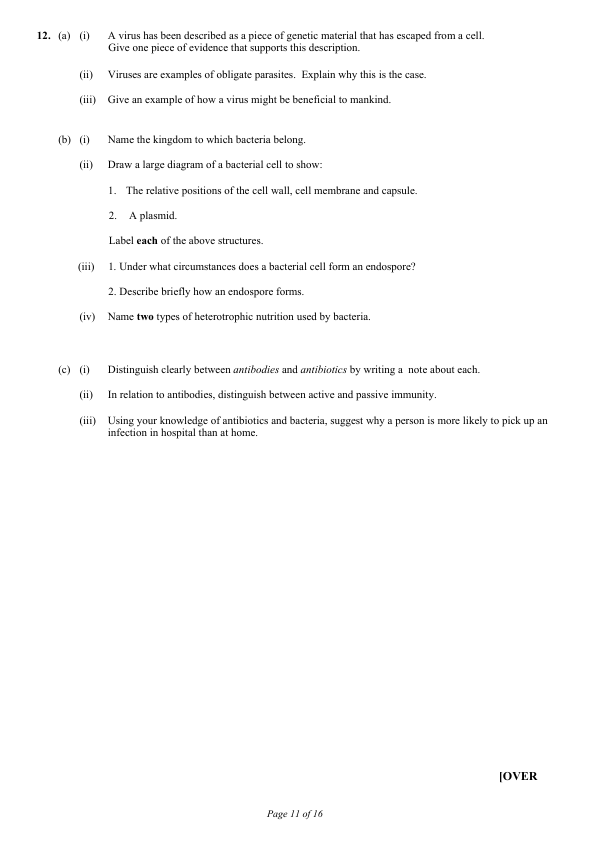 12. (a) (i) A virus has been described as a piece of genetic material that has escaped from a cell.
Give one piece of evidence that supports this description.
(ii) Viruses are examples of obligate parasites. Explain why this is the case.
(iii) Give an example of how a virus might be beneficial to mankind.
(b) (i) Name the kingdom to which bacteria belong.
(ii) Draw a large diagram of a bacterial cell to show:
1. The relative positions of the cell wall, cell membrane and capsule.
2. A plasmid.
Label each of the above structures.
(iii) 1. Under what circumstances does a bacterial cell form an endospore?
2. Describe briefly how an endospore forms.
(iv) Name two types of heterotrophic nutrition used by bacteria.
(c) (i) Distinguish clearly between antibodies and antibiotics by writing a note about each.
(ii) In relation to antibodies, distinguish between active and passive immunity.
(iii) Using your knowledge of antibiotics and bacteria, suggest why a person is more likely to pick up an
infection in hospital than at home.
[OVER
Page 11 of 16